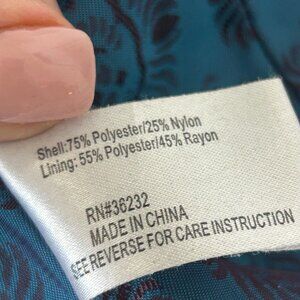 Shell:75% Polyester/25% Nylon
Lining: 55% Polyester/45% Rayon
RN#36232
MADE IN CHINA
SEE REVERSE FOR CARE INSTRUCTION